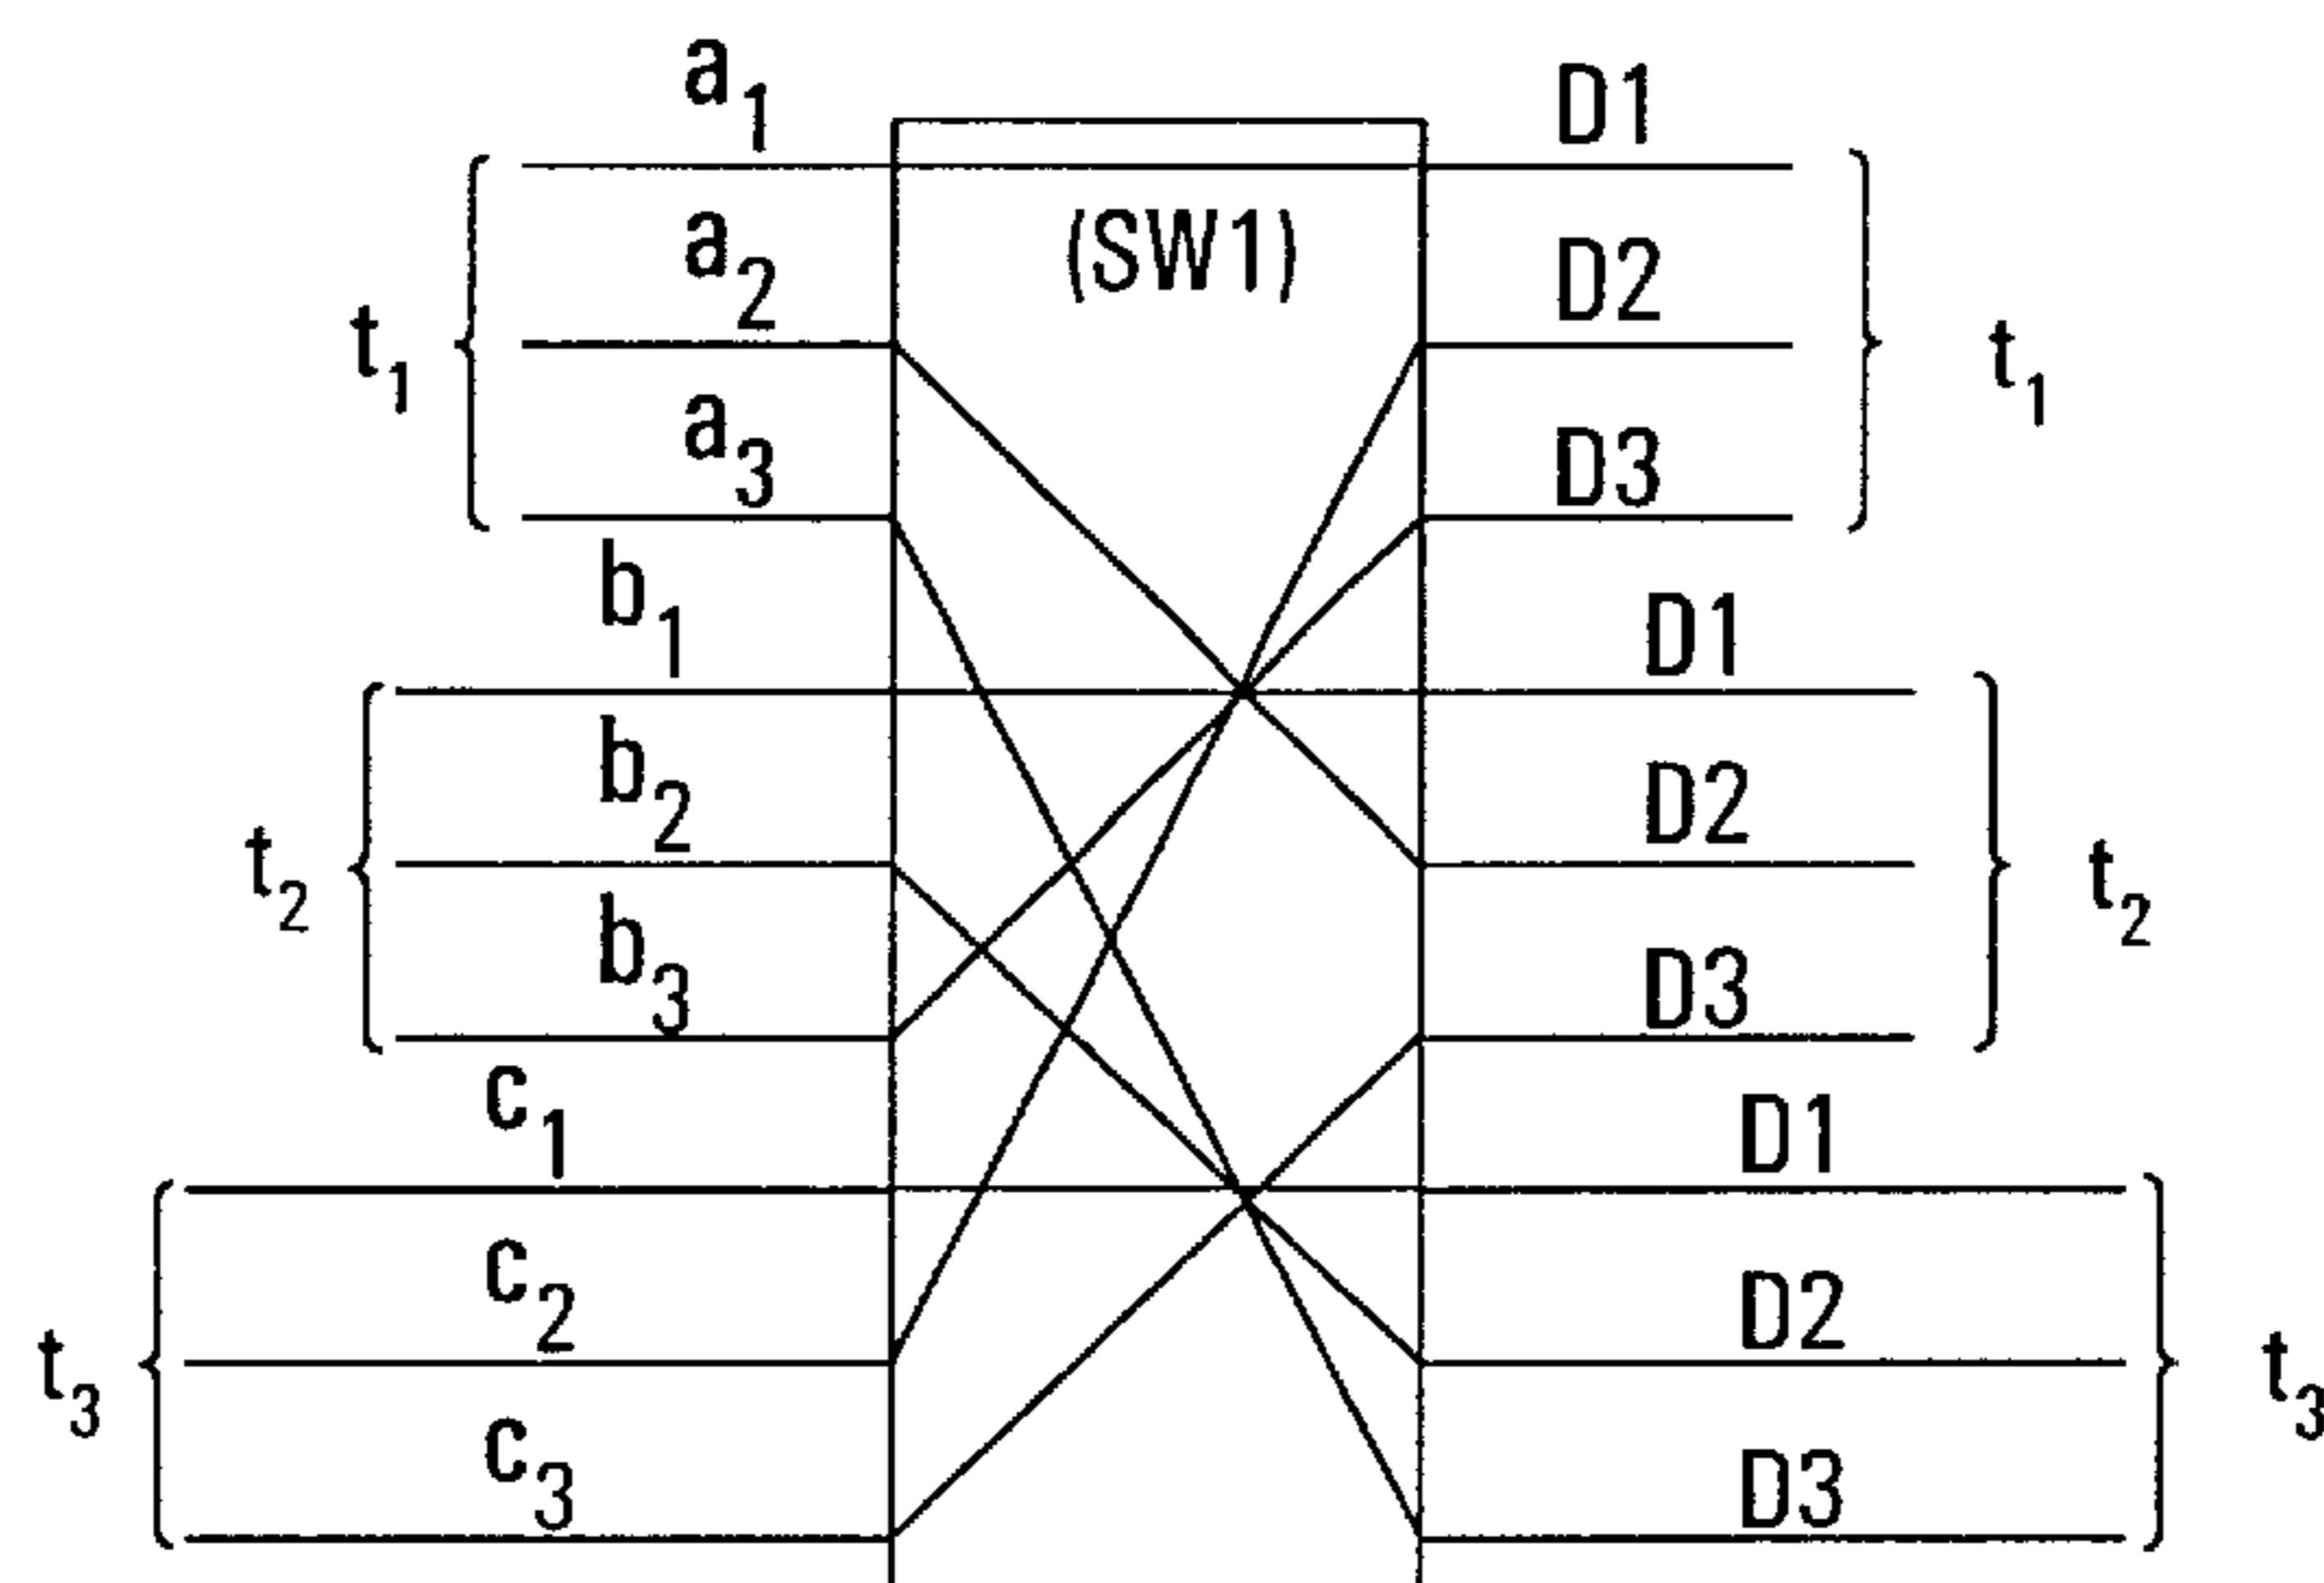 a1 D1
(SW1)
a2 D2
t1 t1
a3 D3
b1 D1
b2 D2
t2 t2
b3 D3
c1 D1
c2 D2
t3 t3
c3 D3